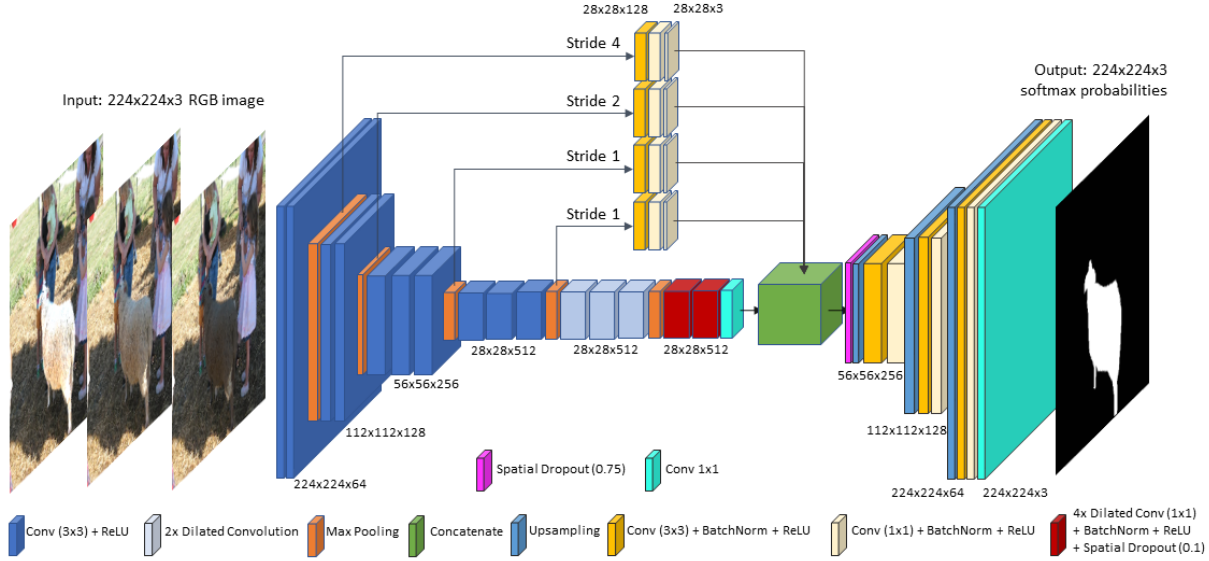 28x28x128
28x28x3
Stride 4
Stride 2
Stride 1
Stride 1
Input: 224x224x3 RGB image
Output: 224x224x3
softmax probabilities
28x28x512
28x28x512
28x28x512
56x56x256
56x56x256
112x112x128
112x112x128
224x224x64
224x224x64
224x224x3
Spatial Dropout (0.75)
Conv 1x1
Conv (3x3) + ReLU
2x Dilated Convolution
Max Pooling
Concatenate
Upsampling
Conv (3x3) + BatchNorm + ReLU
Conv (1x1) + BatchNorm + ReLU
4x Dilated Conv (1x1)
+ BatchNorm + ReLU
+ Spatial Dropout (0.1)